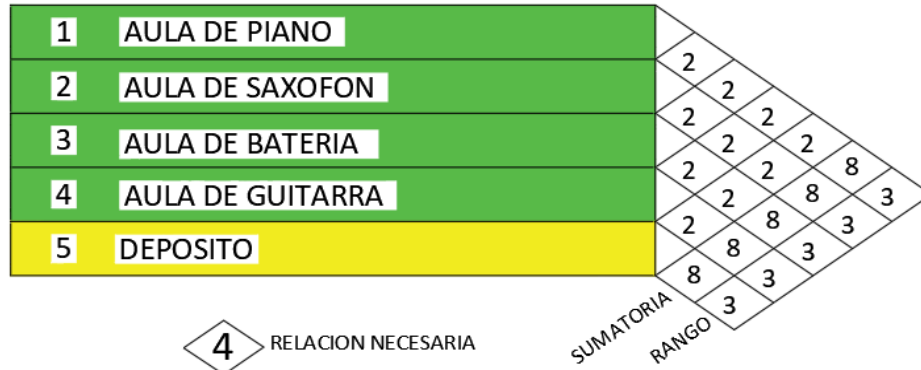 1 AULA DE PIANO
2 AULA DE SAXOFON
3 AULA DE BATERIA
4 AULA DE GUITARRA
5 DEPOSITO
2 2 2 2 8 3
2 2 2 8 3
2 2 8 3
2 8 3
8 3
SUMATORIA
RANGO
4 RELACION NECESARIA